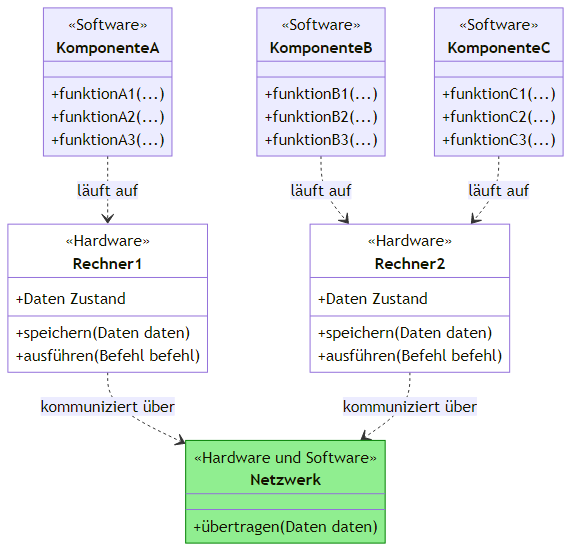 «Software»
KomponenteA
+funktionA1(...)
+funktionA2(...)
+funktionA3(...)
«Software»
KomponenteB
+funktionB1(...)
+funktionB2(...)
+funktionB3(...)
«Software»
KomponenteC
+funktionC1(...)
+funktionC2(...)
+funktionC3(...)
läuft auf
läuft auf
läuft auf
«Hardware»
Rechner1
+Daten Zustand
+speichern(Daten daten)
+ausführen(Befehl befehl)
«Hardware»
Rechner2
+Daten Zustand
+speichern(Daten daten)
+ausführen(Befehl befehl)
kommuniziert über
kommuniziert über
«Hardware und Software»
Netzwerk
+übertragen(Daten daten)